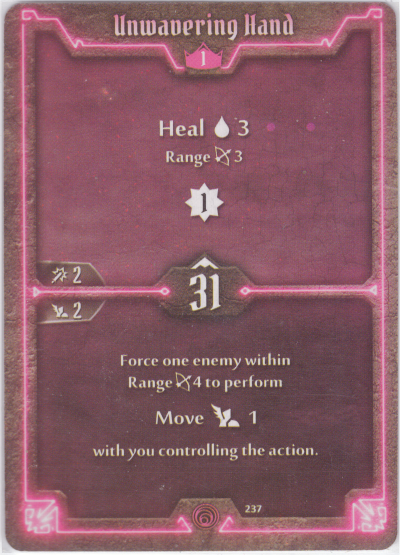 Unwavering Hand
1
Heal 3
Range 3
1
2
31
2
Force one enemy within
Range 4 to perform
Move 1
with you controlling the action.
237